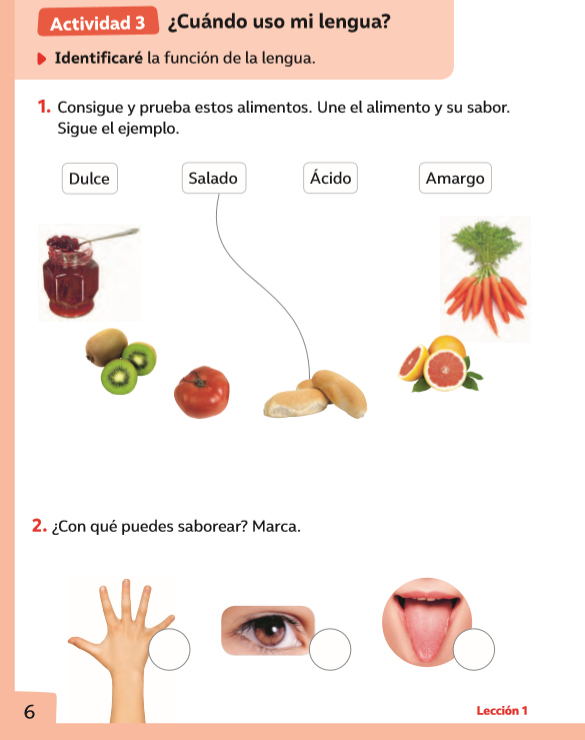 Actividad 3 ¿Cuándo uso mi lengua?
Identificaré la función de la lengua.
1. Consigue y prueba estos alimentos. Une el alimento y su sabor.
Sigue el ejemplo.
Dulce Salado Ácido Amargo
2. ¿Con qué puedes saborear? Marca.
6 Lección 1